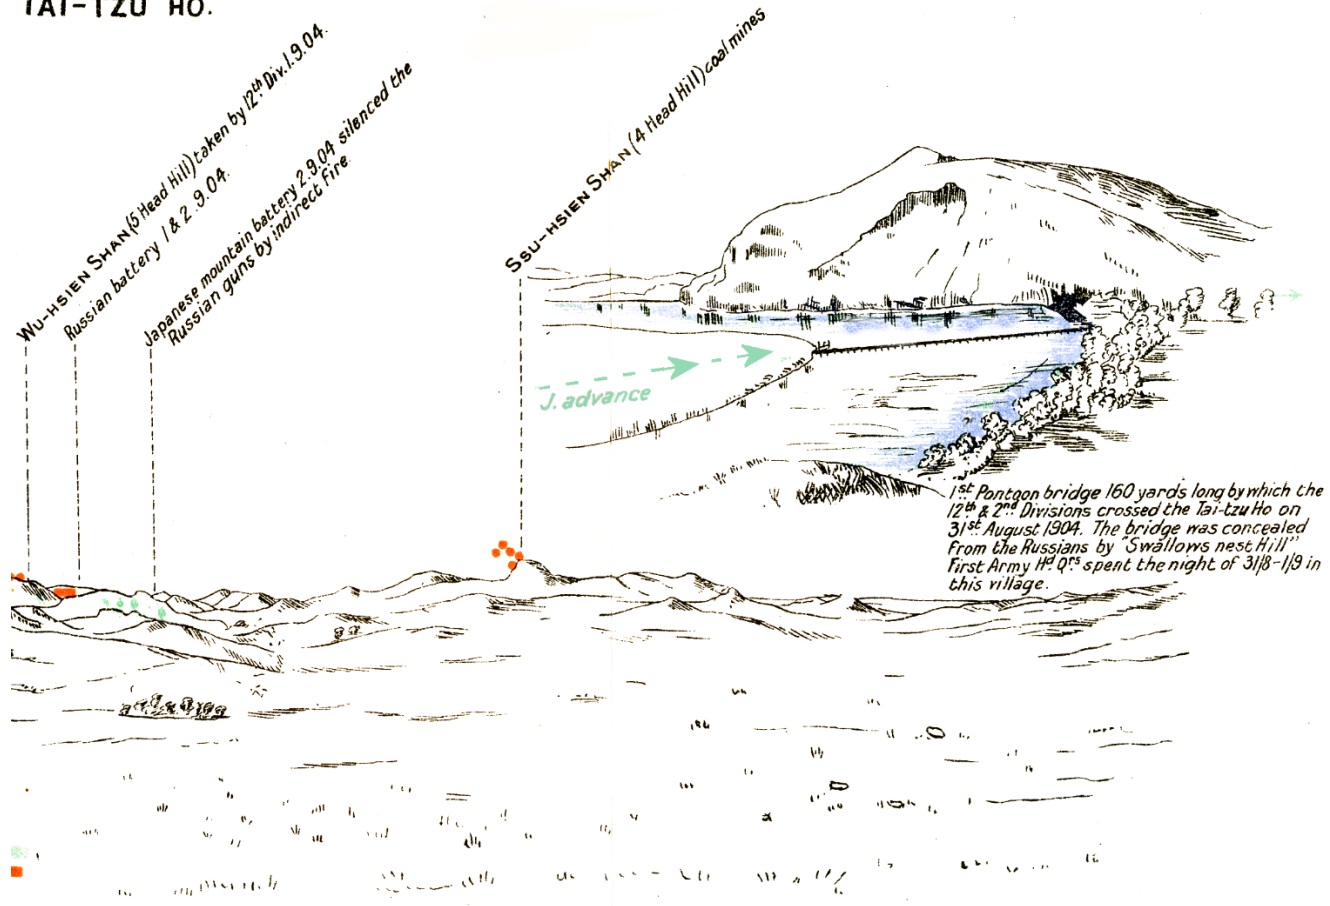 TAI-TZU HO.
WU-HSIEN SHAN (5 Head Hill) taken by 12th Div. 1.9.04.
Russian battery 1 & 2.9.04.
Japanese mountain battery 2.9.04 silenced the
Russian guns by indirect fire.
SSU-HSIEN SHAN (4 Head Hill) coal mines
J. advance
1st Pontoon bridge 160 yards long by which the
12th & 2nd Divisions crossed the Tai-tzu Ho on
31st August 1904. The bridge was concealed
from the Russians by "Swallows nest Hill"
First Army Hd Qrs spent the night of 31/8-1/9 in
this village.